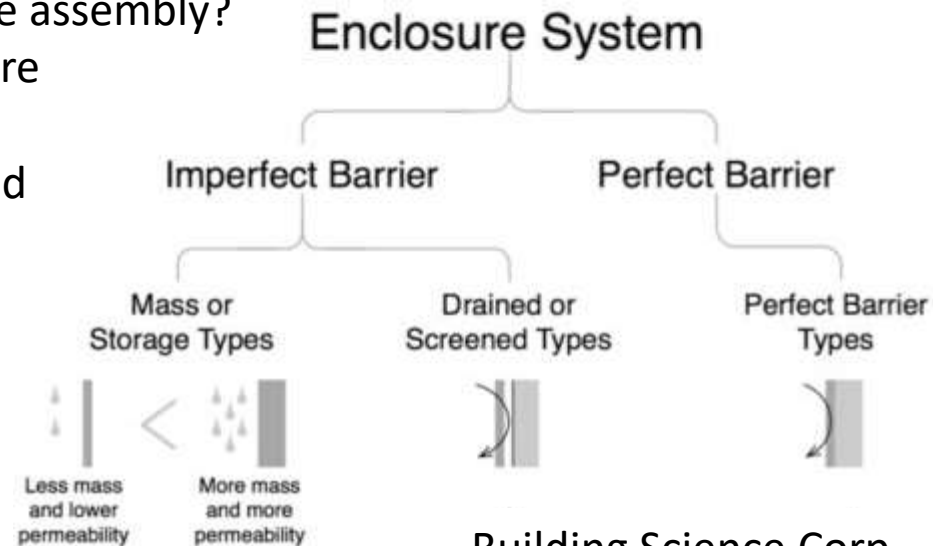 e assembly?
re
d
Enclosure System
Imperfect Barrier
Perfect Barrier
Mass or
Storage Types
Drained or
Screened Types
Perfect Barrier
Types
Less mass
and lower
permeability
<
More mass
and more
permeability
Building Science Corp